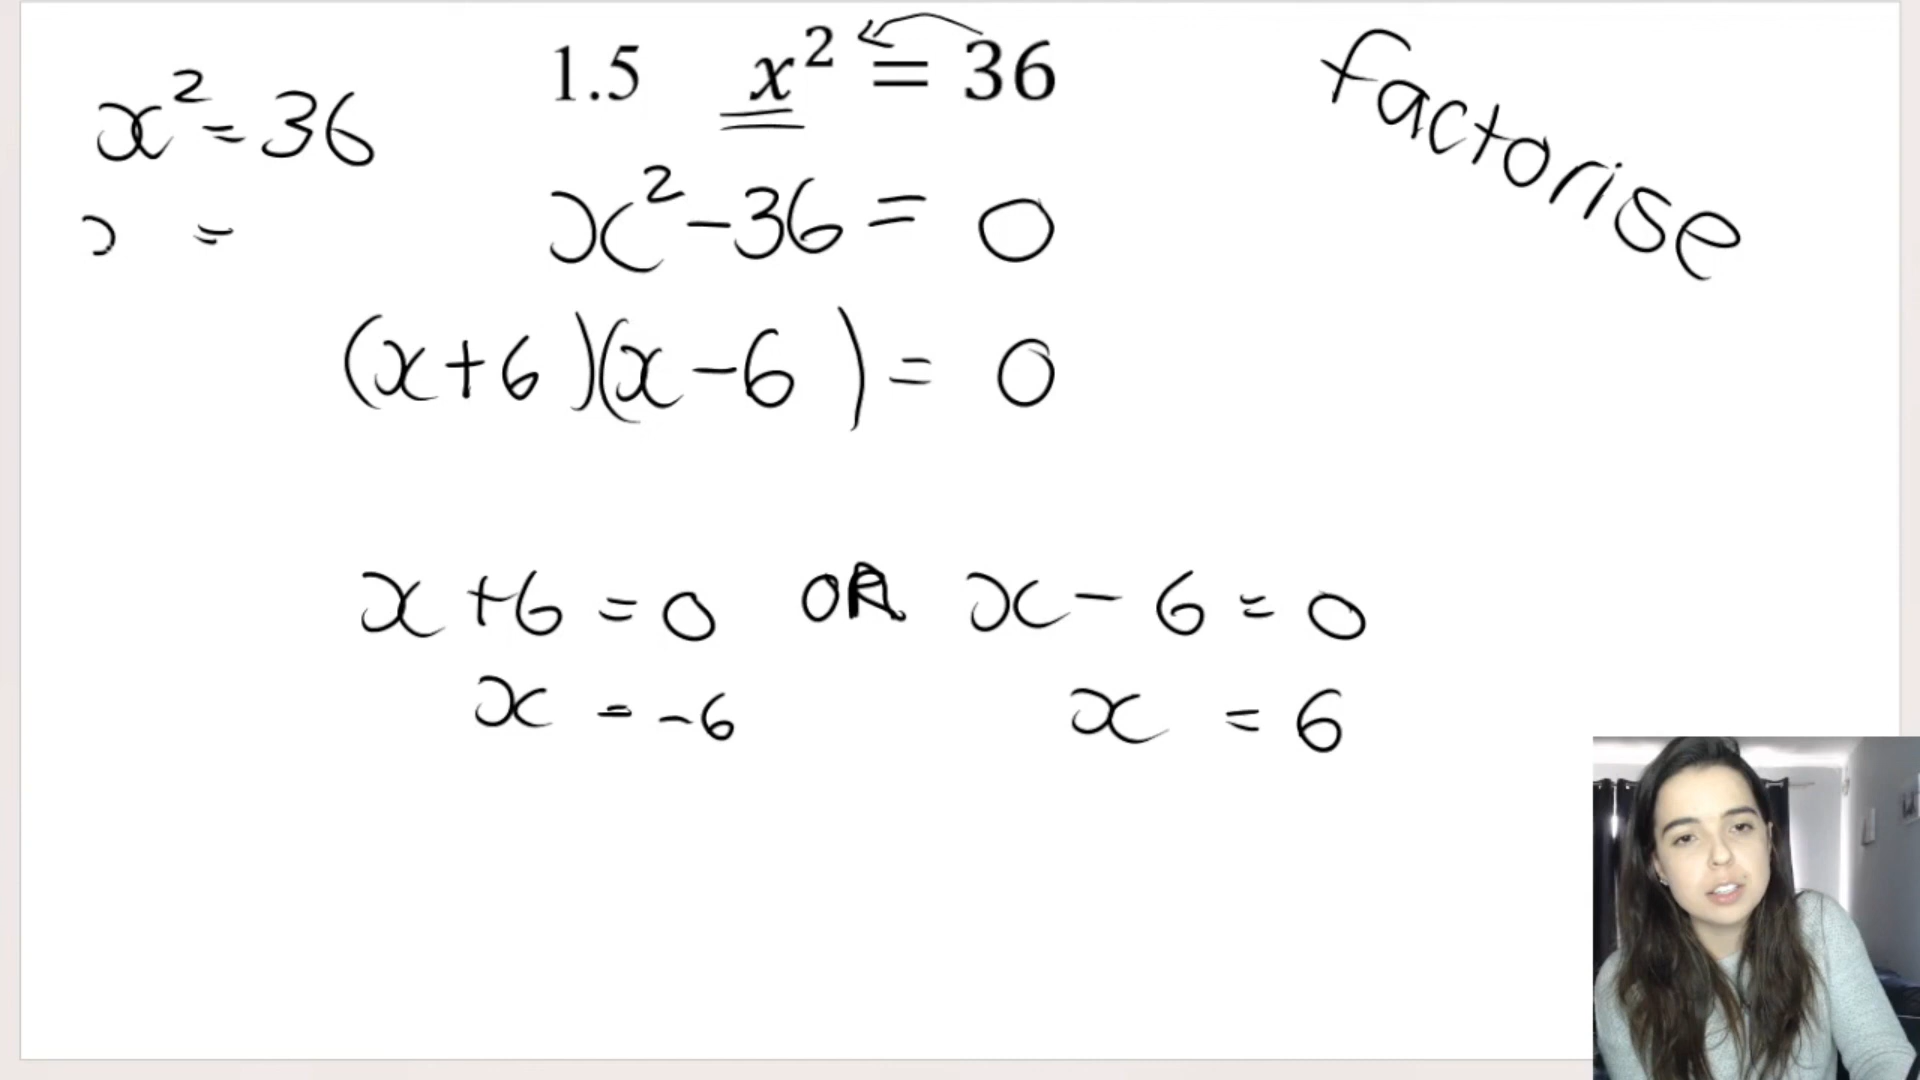 1.5 x² = 36
x² = 36
x =
factorise
x² - 36 = 0
(x+6)(x-6) = 0
x + 6 = 0 OR x - 6 = 0
x = -6 x = 6